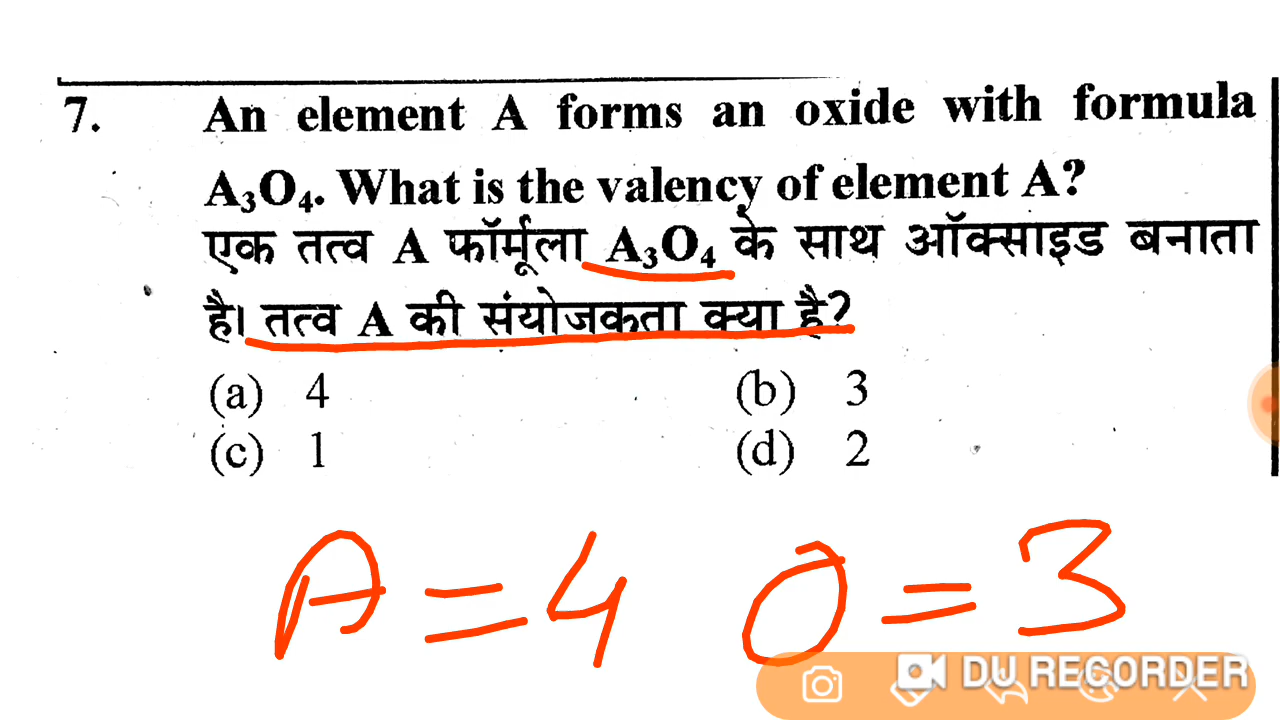 7. An element A forms an oxide with formula
A₃O₄. What is the valency of element A?
एक तत्व A फॉर्मूला A₃O₄ के साथ ऑक्साइड बनाता
है। तत्व A की संयोजकता क्या है?
(a) 4 (b) 3
(c) 1 (d) 2
A = 4 O = 3
DU RECORDER